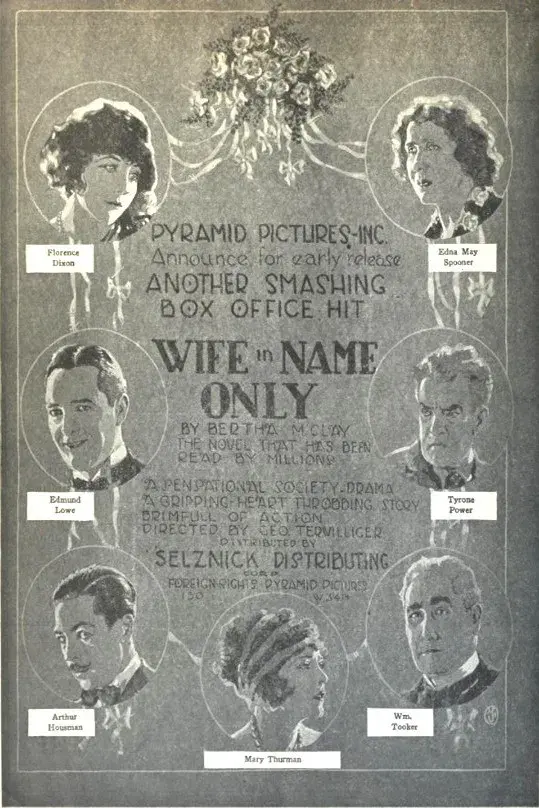 Florence
Dixon
Edna May
Spooner
PYRAMID PICTURES-INC.
Announce for early release
ANOTHER SMASHING
BOX OFFICE HIT
WIFE in NAME
ONLY
BY BERTHA M. CLAY
THE NOVEL THAT HAS BEEN
READ BY MILLIONS
Edmund
Lowe
Tyrone
Power
A SENSATIONAL SOCIETY-DRAMA
A GRIPPING-HEART THROBBING STORY
BRIMFULL OF ACTION
DIRECTED BY GEO. TERWILLIGER
DISTRIBUTED BY
SELZNICK DISTRIBUTING
CORP.
FOREIGN-RIGHTS PYRAMID PICTURES
150 W. 34TH
Arthur
Housman
Wm.
Tooker
Mary Thurman